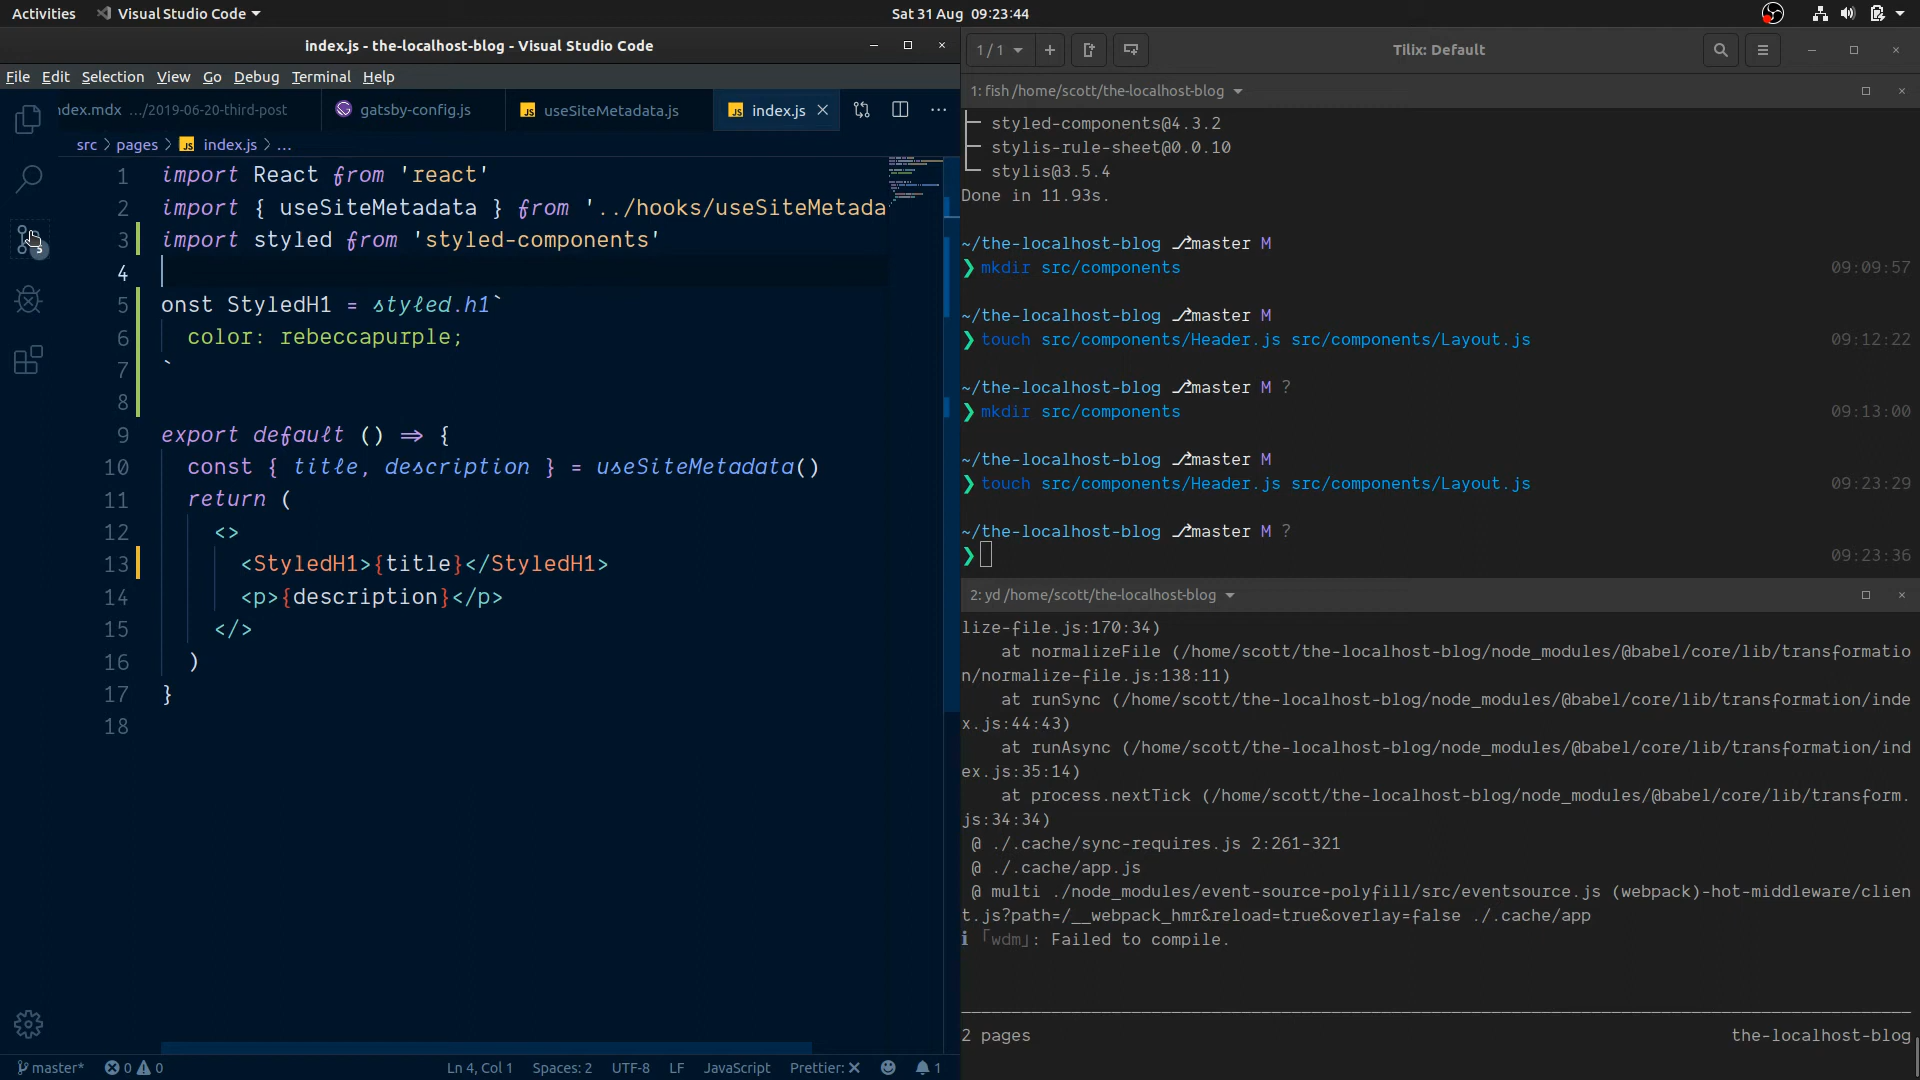 Activities
Visual Studio Code
Sat 31 Aug 09:23:44
index.js - the-localhost-blog - Visual Studio Code
File Edit Selection View Go Debug Terminal Help
ndex.mdx .../2019-06-20-third-post
gatsby-config.js
JS useSiteMetadata.js
JS index.js
src > pages > JS index.js > ...
1 import React from 'react'
2 import { useSiteMetadata } from '../hooks/useSiteMetada
3 import styled from 'styled-components'
4
5 onst StyledH1 = styled.h1`
6 color: rebeccapurple;
7 `
8
9 export default () => {
10 const { title, description } = useSiteMetadata()
11 return (
12 <>
13 <StyledH1>{title}</StyledH1>
14 <p>{description}</p>
15 </>
16 )
17 }
18
master* 0 0 Ln 4, Col 1 Spaces: 2 UTF-8 LF JavaScript Prettier: ✕ 1
1 / 1
Tilix: Default
1: fish /home/scott/the-localhost-blog
├─ styled-components@4.3.2
├─ stylis-rule-sheet@0.0.10
└─ stylis@3.5.4
Done in 11.93s.
~/the-localhost-blog ⎇master M
❯ mkdir src/components 09:09:57
~/the-localhost-blog ⎇master M
❯ touch src/components/Header.js src/components/Layout.js 09:12:22
~/the-localhost-blog ⎇master M ?
❯ mkdir src/components 09:13:00
~/the-localhost-blog ⎇master M
❯ touch src/components/Header.js src/components/Layout.js 09:23:29
~/the-localhost-blog ⎇master M ?
❯ 09:23:36
2: yd /home/scott/the-localhost-blog
lize-file.js:170:34)
at normalizeFile (/home/scott/the-localhost-blog/node_modules/@babel/core/lib/transformatio
n/normalize-file.js:138:11)
at runSync (/home/scott/the-localhost-blog/node_modules/@babel/core/lib/transformation/inde
x.js:44:43)
at runAsync (/home/scott/the-localhost-blog/node_modules/@babel/core/lib/transformation/ind
ex.js:35:14)
at process.nextTick (/home/scott/the-localhost-blog/node_modules/@babel/core/lib/transform.
js:34:34)
@ ./.cache/sync-requires.js 2:261-321
@ ./.cache/app.js
@ multi ./node_modules/event-source-polyfill/src/eventsource.js (webpack)-hot-middleware/clien
t.js?path=/__webpack_hmr&reload=true&overlay=false ./.cache/app
ℹ ｢wdm｣: Failed to compile.
2 pages the-localhost-blog